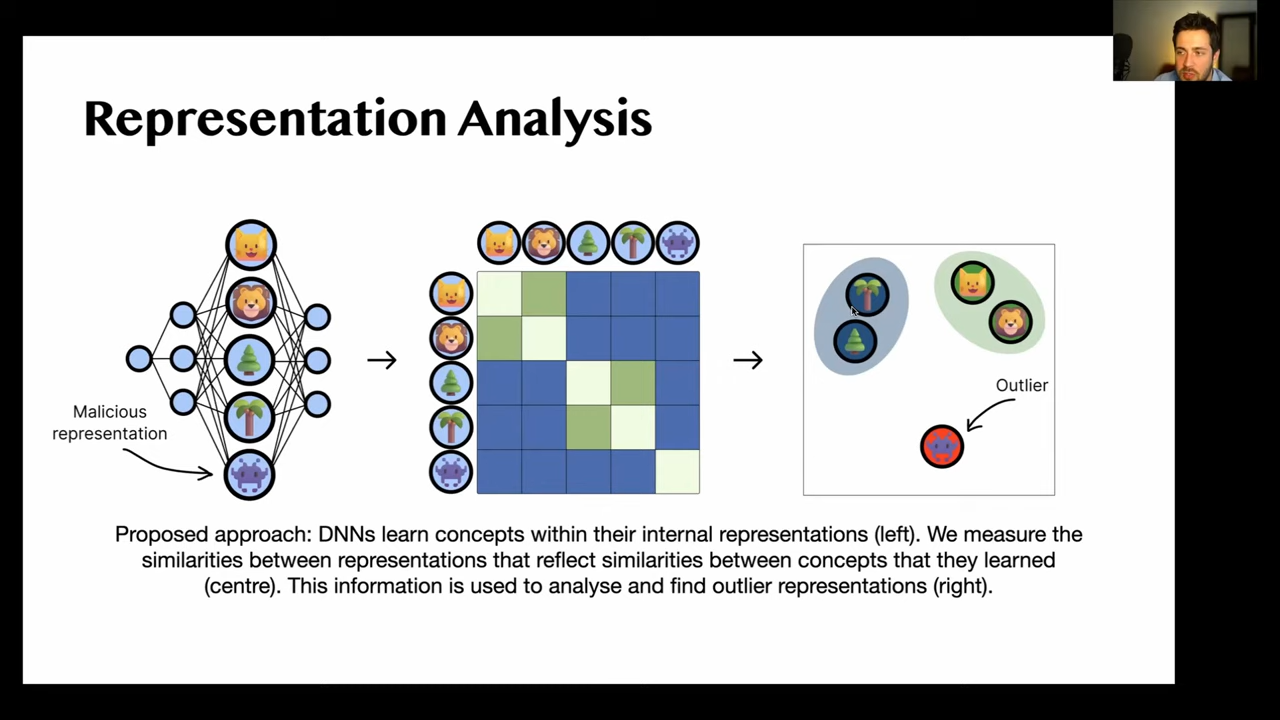 Representation Analysis
Malicious
representation
Outlier
Proposed approach: DNNs learn concepts within their internal representations (left). We measure the
similarities between representations that reflect similarities between concepts that they learned
(centre). This information is used to analyse and find outlier representations (right).